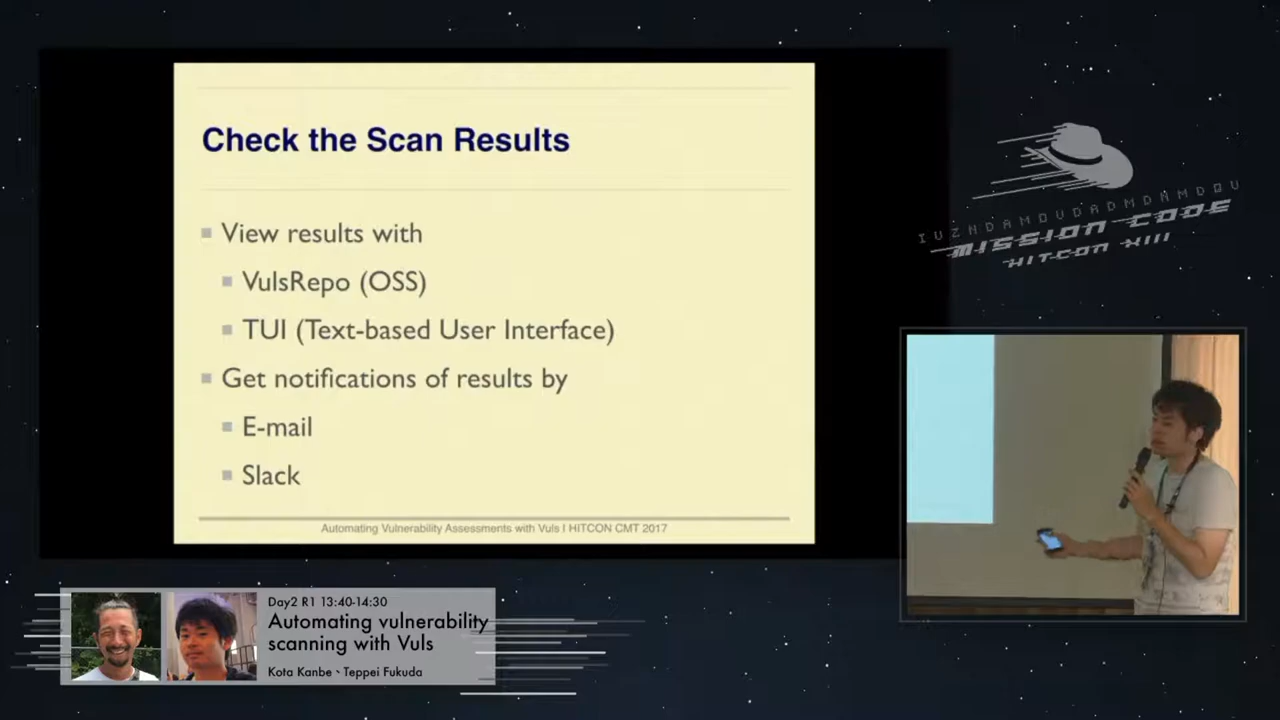 Check the Scan Results
View results with
VulsRepo (OSS)
TUI (Text-based User Interface)
Get notifications of results by
E-mail
Slack
Automating Vulnerability Assessments with Vuls | HITCON CMT 2017
MISSION CODE
HITCON XIII
Day2 R1 13:40-14:30
Automating vulnerability
scanning with Vuls
Kota Kanbe、Teppei Fukuda